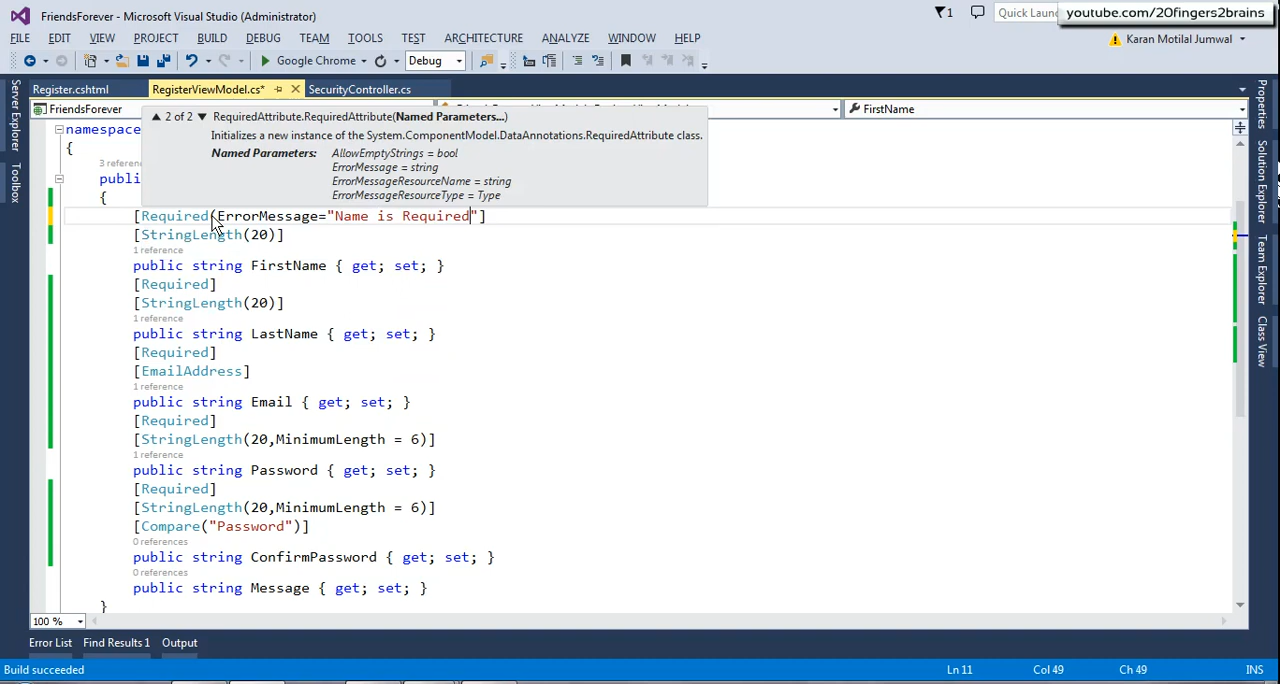 FriendsForever - Microsoft Visual Studio (Administrator)
1
Quick Laun
youtube.com/20fingers2brains
FILE EDIT VIEW PROJECT BUILD DEBUG TEAM TOOLS TEST ARCHITECTURE ANALYZE WINDOW HELP
Karan Motilal Jumwal
Google Chrome
Debug
Register.cshtml
RegisterViewModel.cs*
SecurityController.cs
FriendsForever
FirstName
2 of 2 RequiredAttribute.RequiredAttribute(Named Parameters...)
Initializes a new instance of the System.ComponentModel.DataAnnotations.RequiredAttribute class.
Named Parameters: AllowEmptyStrings = bool
ErrorMessage = string
ErrorMessageResourceName = string
ErrorMessageResourceType = Type
namespace
{
3 refere
publi
{
[Required(ErrorMessage="Name is Required"]
[StringLength(20)]
1 reference
public string FirstName { get; set; }
[Required]
[StringLength(20)]
1 reference
public string LastName { get; set; }
[Required]
[EmailAddress]
1 reference
public string Email { get; set; }
[Required]
[StringLength(20,MinimumLength = 6)]
1 reference
public string Password { get; set; }
[Required]
[StringLength(20,MinimumLength = 6)]
[Compare("Password")]
0 references
public string ConfirmPassword { get; set; }
0 references
public string Message { get; set; }
}
100 %
Server Explorer
Toolbox
Properties
Solution Explorer
Team Explorer
Class View
Error List Find Results 1 Output
Build succeeded
Ln 11 Col 49 Ch 49 INS